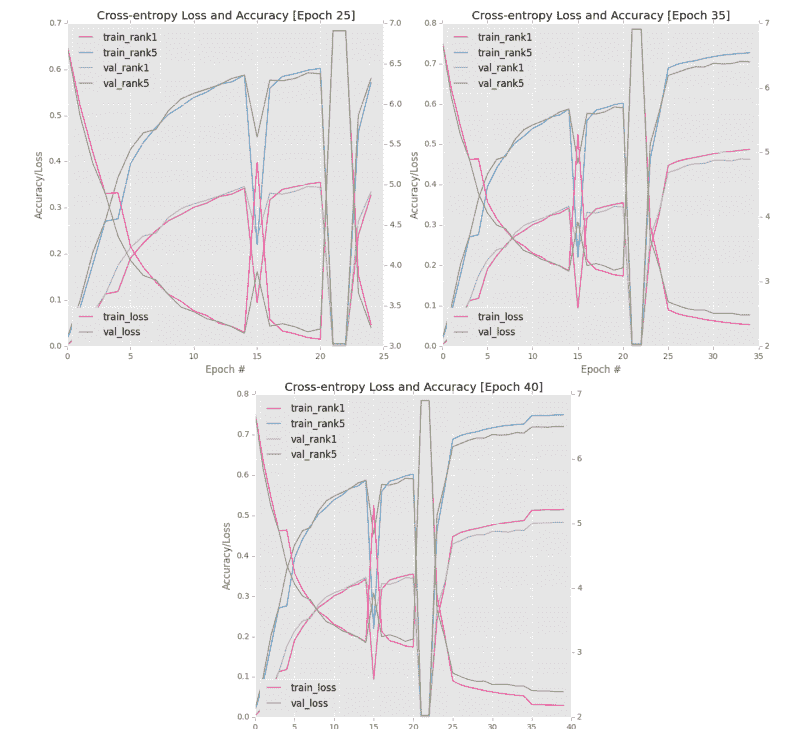 Cross-entropy Loss and Accuracy [Epoch 25]
train_rank1
train_rank5
val_rank1
val_rank5
train_loss
val_loss
Accuracy/Loss
0.7
0.6
0.5
0.4
0.3
0.2
0.1
0.0
7.0
6.5
6.0
5.5
5.0
4.5
4.0
3.5
3.0
0 5 10 15 20 25
Epoch #
Cross-entropy Loss and Accuracy [Epoch 35]
train_rank1
train_rank5
val_rank1
val_rank5
train_loss
val_loss
Accuracy/Loss
0.8
0.7
0.6
0.5
0.4
0.3
0.2
0.1
0.0
7
6
5
4
3
2
0 5 10 15 20 25 30 35
Epoch #
Cross-entropy Loss and Accuracy [Epoch 40]
train_rank1
train_rank5
val_rank1
val_rank5
train_loss
val_loss
Accuracy/Loss
0.8
0.7
0.6
0.5
0.4
0.3
0.2
0.1
0.0
7
6
5
4
3
2
0 5 10 15 20 25 30 35 40